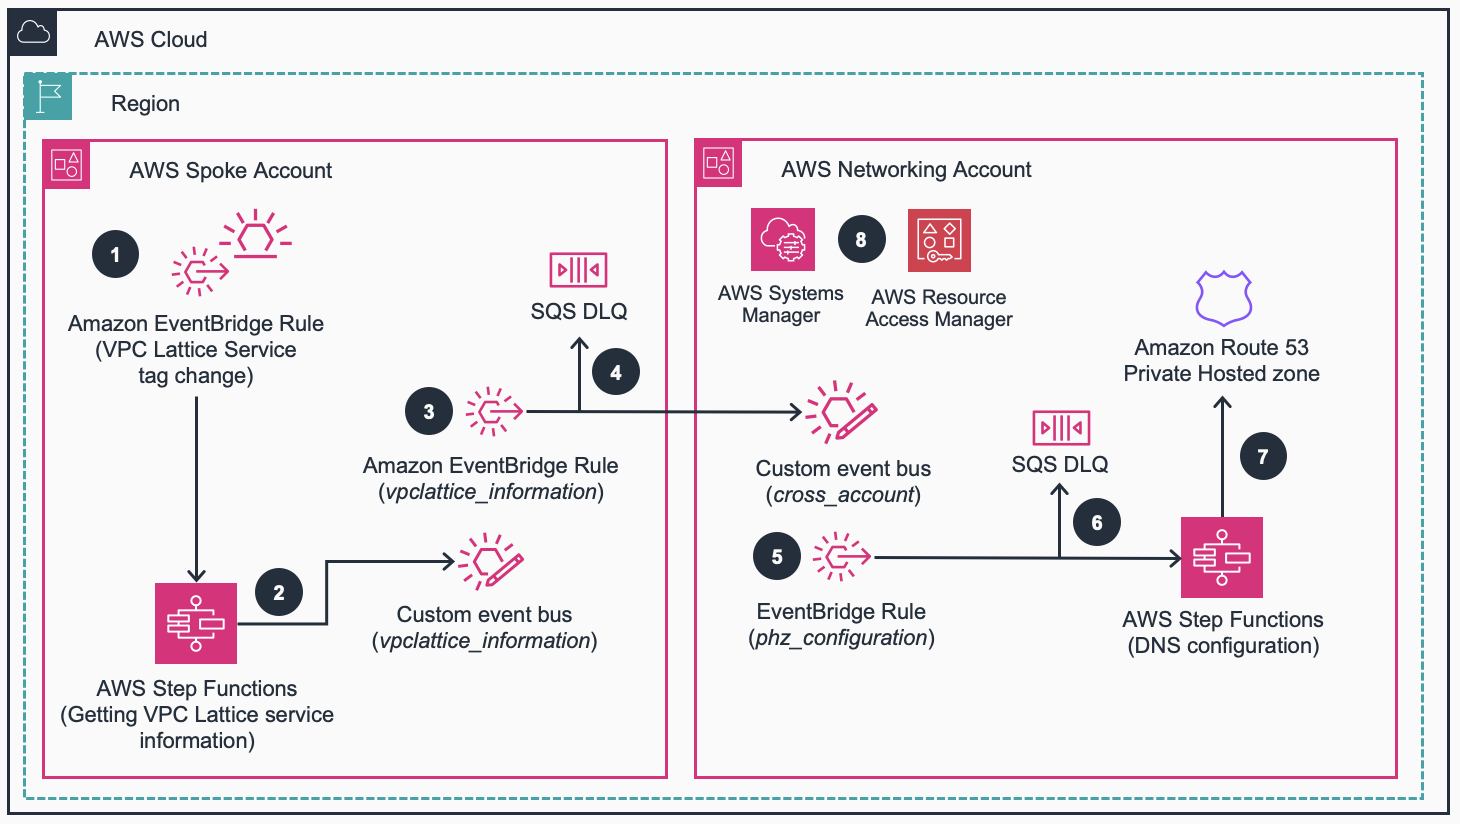 AWS Cloud
Region
AWS Spoke Account
1
Amazon EventBridge Rule
(VPC Lattice Service
tag change)
2
AWS Step Functions
(Getting VPC Lattice service
information)
Custom event bus
(vpclattice_information)
3
Amazon EventBridge Rule
(vpclattice_information)
4
SQS DLQ
AWS Networking Account
AWS Systems
Manager
8
AWS Resource
Access Manager
Custom event bus
(cross_account)
5
EventBridge Rule
(phz_configuration)
6
SQS DLQ
AWS Step Functions
(DNS configuration)
7
Amazon Route 53
Private Hosted zone